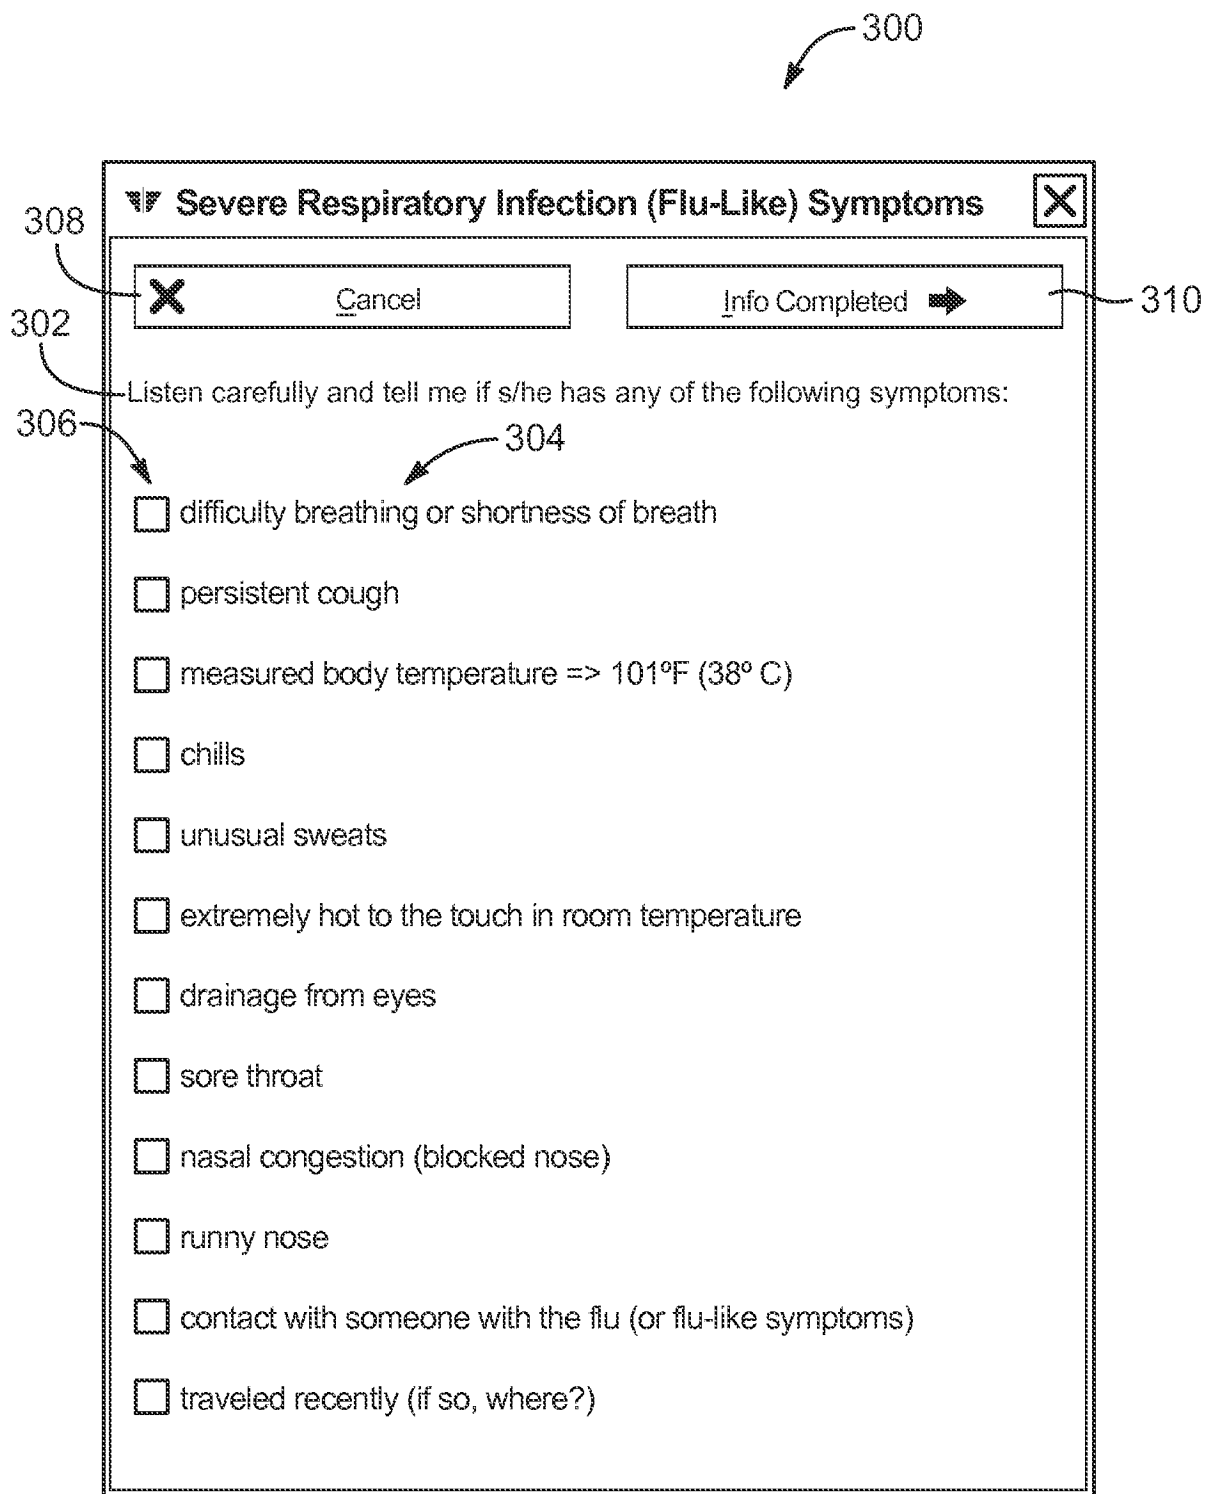 300
Severe Respiratory Infection (Flu-Like) Symptoms
308
Cancel
Info Completed
310
302
Listen carefully and tell me if s/he has any of the following symptoms:
306
304
difficulty breathing or shortness of breath
persistent cough
measured body temperature => 101ºF (38º C)
chills
unusual sweats
extremely hot to the touch in room temperature
drainage from eyes
sore throat
nasal congestion (blocked nose)
runny nose
contact with someone with the flu (or flu-like symptoms)
traveled recently (if so, where?)